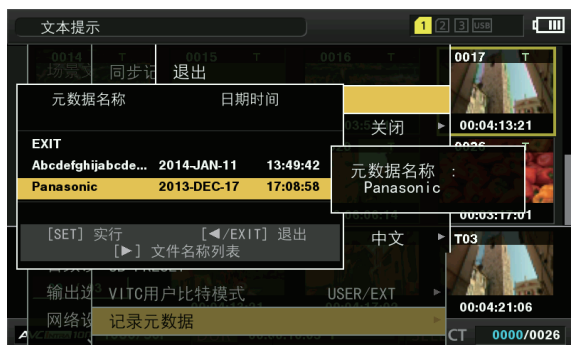 文本提示
1 2 3 USB
0014 T 0015 T 0016 T 0017 T
同步记 退出
元数据名称 日期时间
关闭
00:04:13:21
EXIT
Abcdefghijabcde... 2014-JAN-11 13:49:42
元数据名称 :
Panasonic 2013-DEC-17 17:08:58
Panasonic
[SET] 实行 [◀/EXIT] 退出
[▶] 文件名称列表
00:03:17:01
中文
T03
输出选 VITC用户比特模式 USER/EXT
00:04:21:06
网络设 记录元数据
CT 0000/0026